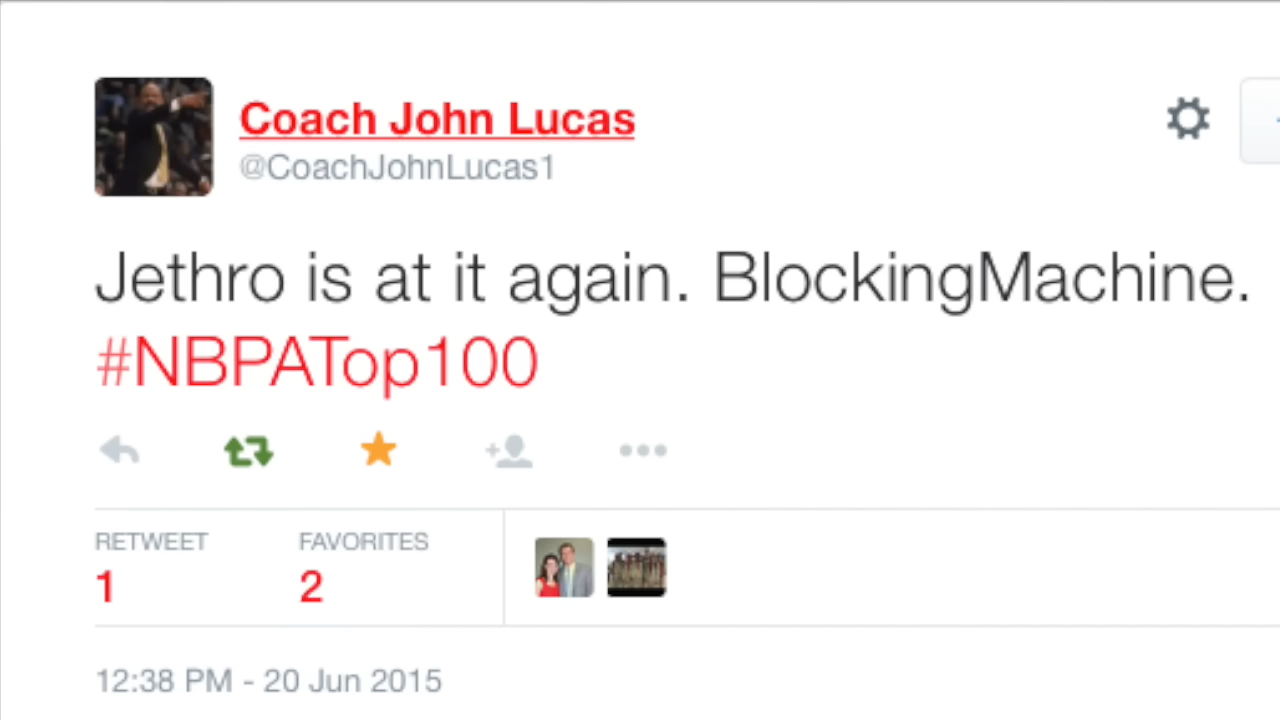 Coach John Lucas
@CoachJohnLucas1
Jethro is at it again. BlockingMachine.
#NBPATop100
RETWEET FAVORITES
1 2
12:38 PM - 20 Jun 2015